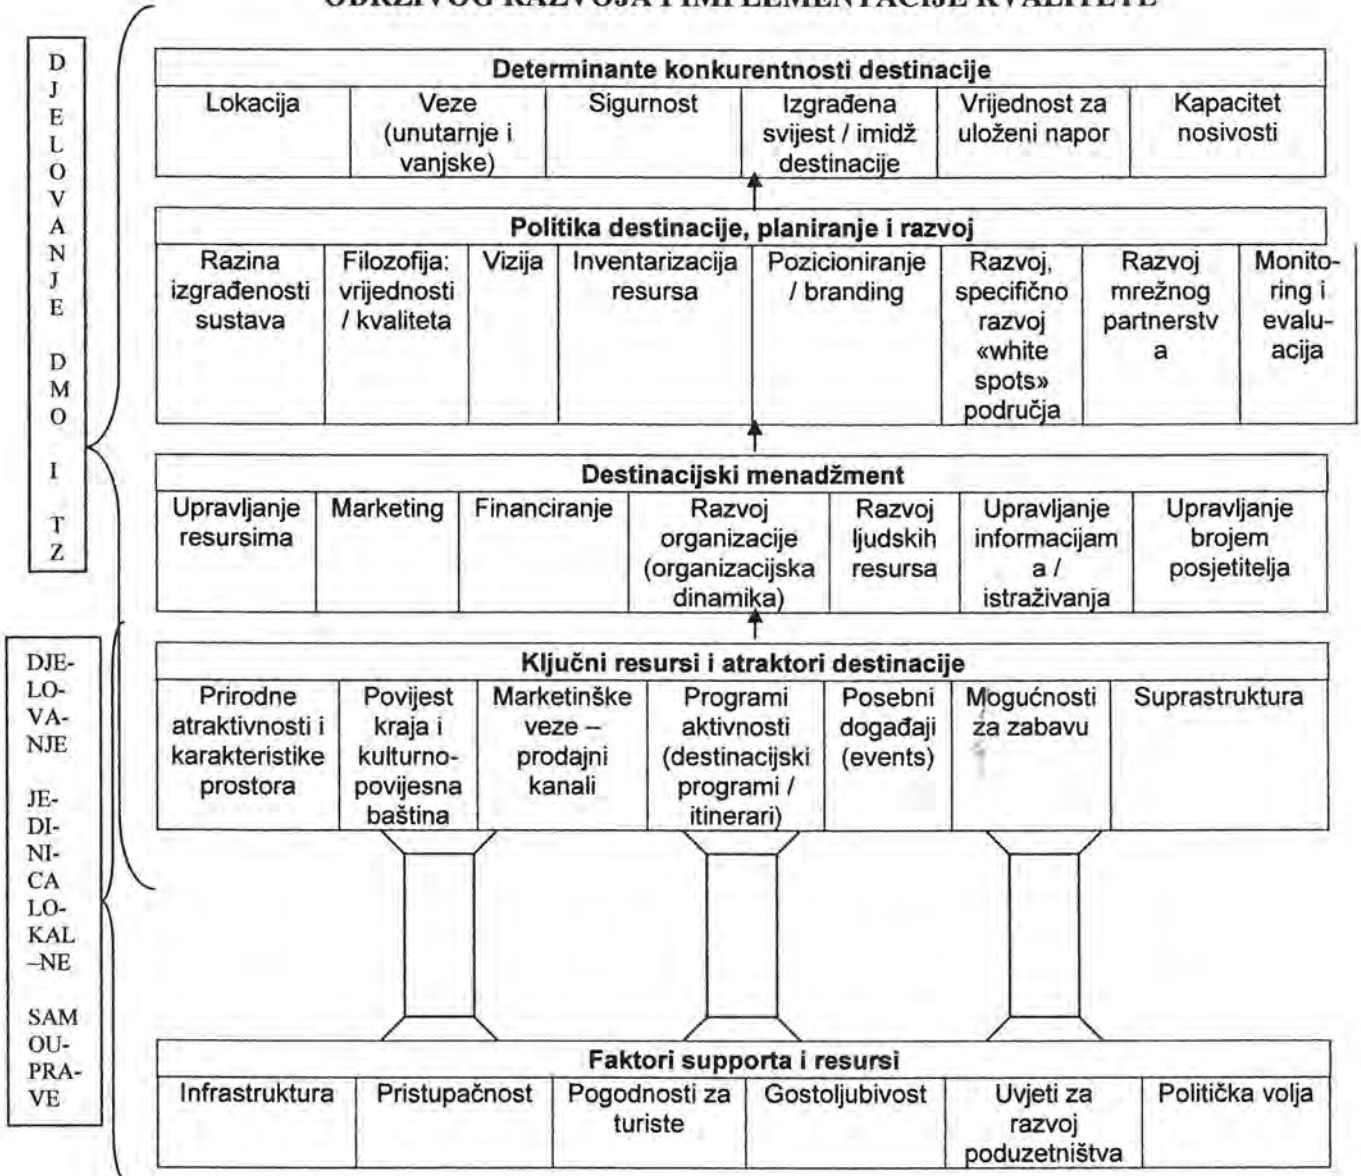 ODRŽIVOG RAZVOJA I IMPLEMENTACIJE KVALITETE
D
J
E
L
O
V
A
N
J
E
D
M
O
I
T
Z
Determinante konkurentnosti destinacije
Lokacija
Veze
(unutarnje i
vanjske)
Sigurnost
Izgrađena
svijest / imidž
destinacije
Vrijednost za
uloženi napor
Kapacitet
nosivosti
Politika destinacije, planiranje i razvoj
Razina
izgrađenosti
sustava
Filozofija:
vrijednosti
/ kvaliteta
Vizija
Inventarizacija
resursa
Pozicioniranje
/ branding
Razvoj,
specifično
razvoj
«white
spots»
područja
Razvoj
mrežnog
partnerstv
a
Monito-
ring i
evalu-
acija
Destinacijski menadžment
Upravljanje
resursima
Marketing
Financiranje
Razvoj
organizacije
(organizacijska
dinamika)
Razvoj
ljudskih
resursa
Upravljanje
informacijam
a /
istraživanja
Upravljanje
brojem
posjetitelja
DJE-
LO-
VA-
NJE
JE-
DI-
NI-
CA
LO-
KAL
–NE
SAM
OU-
PRA-
VE
Ključni resursi i atraktori destinacije
Prirodne
atraktivnosti i
karakteristike
prostora
Povijest
kraja i
kulturno-
povijesna
baština
Marketinške
veze –
prodajni
kanali
Programi
aktivnosti
(destinacijski
programi /
itinerari)
Posebni
događaji
(events)
Mogućnosti
za zabavu
Suprastruktura
Faktori supporta i resursi
Infrastruktura
Pristupačnost
Pogodnosti za
turiste
Gostoljubivost
Uvjeti za
razvoj
poduzetništva
Politička volja